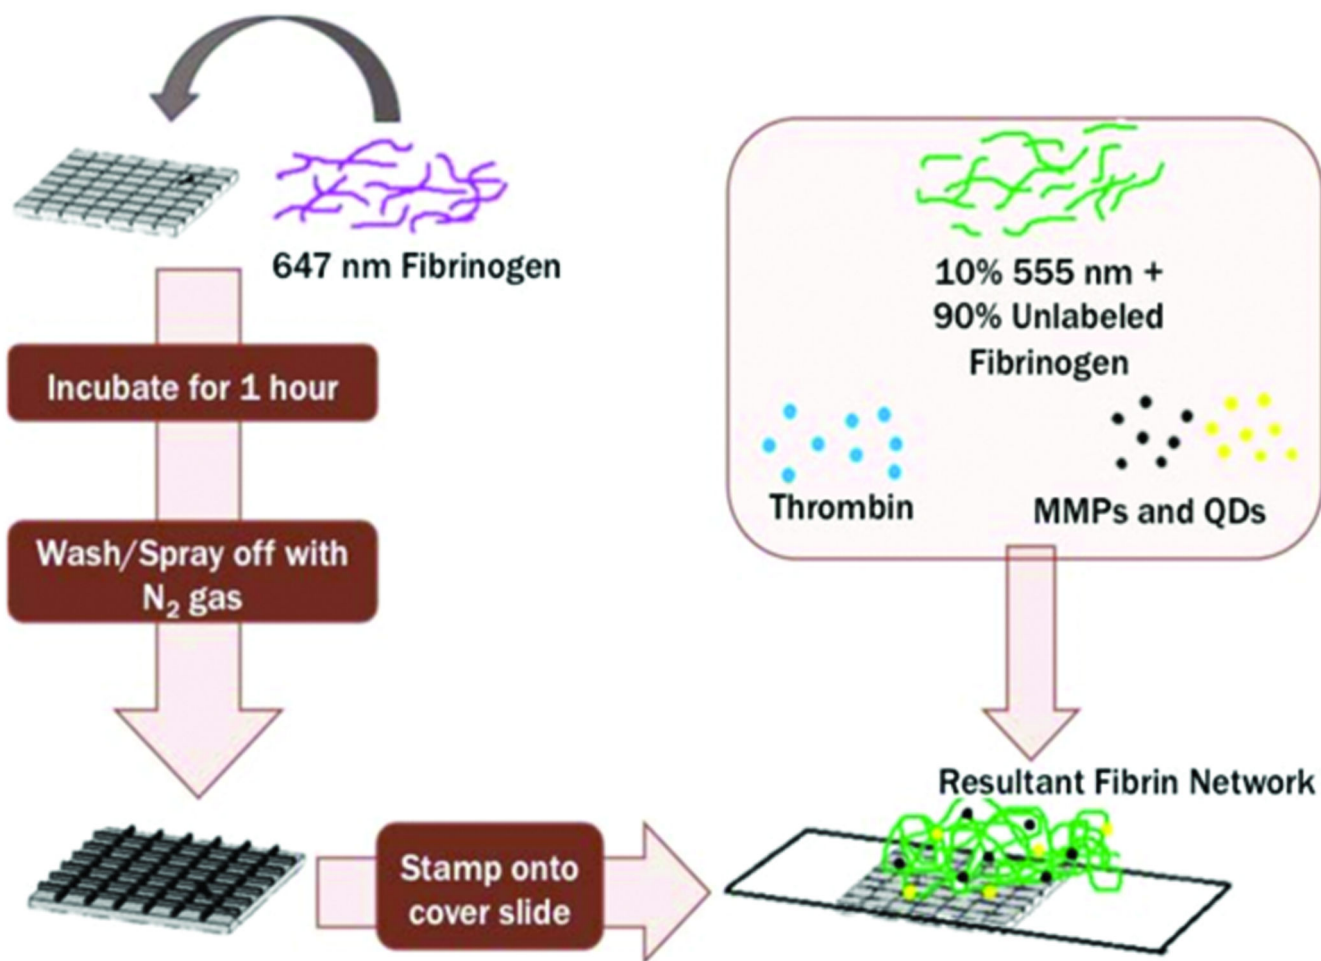 647 nm Fibrinogen
Incubate for 1 hour
Wash/Spray off with
N₂ gas
Stamp onto
cover slide
10% 555 nm +
90% Unlabeled
Fibrinogen
Thrombin
MMPs and QDs
Resultant Fibrin Network